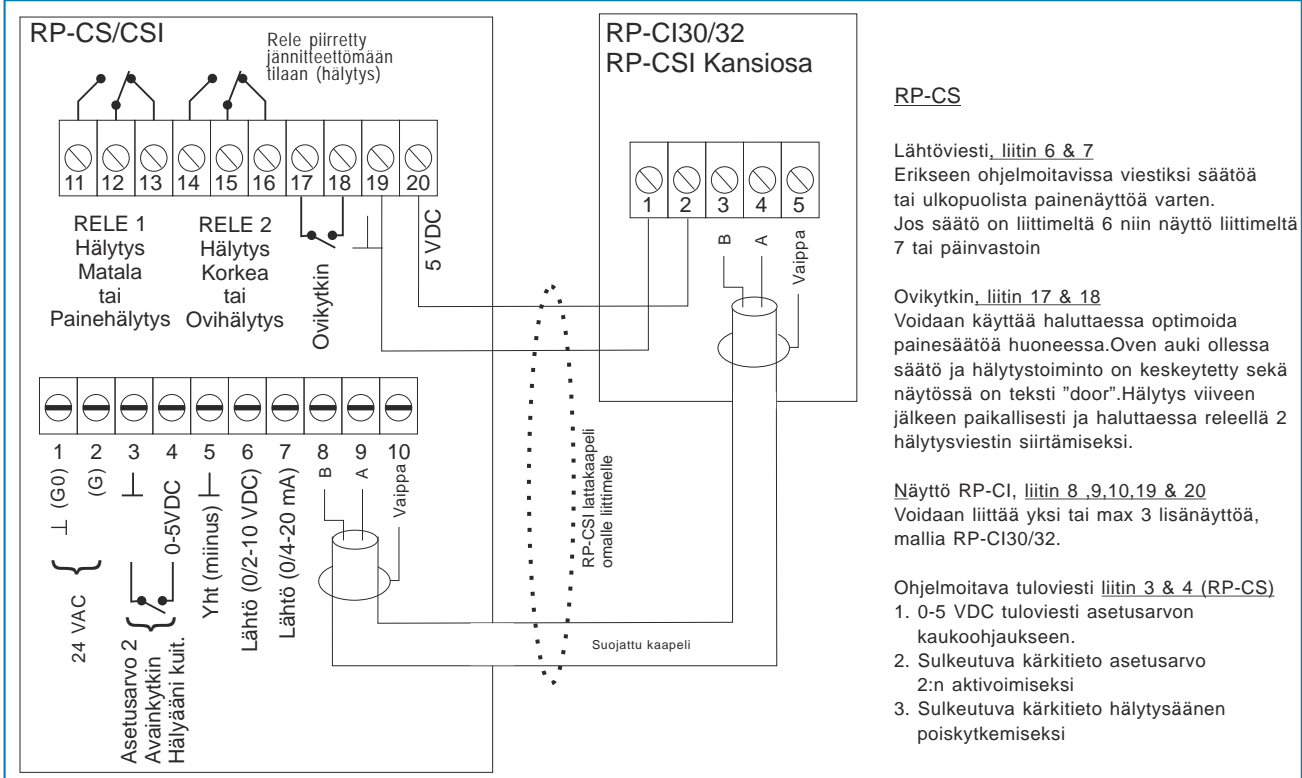 RP-CS/CSI
Rele piirretty
jännitteettömään
tilaan (hälytys)
11 12 13 14 15 16 17 18 19 20
RELE 1
Hälytys
Matala
tai
Painehälytys
RELE 2
Hälytys
Korkea
tai
Ovihälytys
Ovikytkin
5 VDC
1 2 3 4 5 6 7 8 9 10
(G0)
(G)
24 VAC
0-5VDC
Asetusarvo 2
Avainkytkin
Hälyääni kuit.
Yht (miinus)
Lähtö (0/2-10 VDC)
Lähtö (0/4-20 mA)
B
A
Vaippa
RP-CSI lattakaapeli
omalle liittimelle
Suojattu kaapeli
RP-CI30/32
RP-CSI Kansiosa
1 2 3 4 5
B
A
Vaippa
RP-CS
Lähtöviesti, liitin 6 & 7
Erikseen ohjelmoitavissa viestiksi säätöä
tai ulkopuolista painenäyttöä varten.
Jos säätö on liittimeltä 6 niin näyttö liittimeltä
7 tai päinvastoin
Ovikytkin, liitin 17 & 18
Voidaan käyttää haluttaessa optimoida
painesäätöä huoneessa.Oven auki ollessa
säätö ja hälytystoiminto on keskeytetty sekä
näytössä on teksti ”door”.Hälytys viiveen
jälkeen paikallisesti ja haluttaessa releellä 2
hälytysviestin siirtämiseksi.
Näyttö RP-CI, liitin 8 ,9,10,19 & 20
Voidaan liittää yksi tai max 3 lisänäyttöä,
mallia RP-CI30/32.
Ohjelmoitava tuloviesti liitin 3 & 4 (RP-CS)
1. 0-5 VDC tuloviesti asetusarvon
kaukoohjaukseen.
2. Sulkeutuva kärkitieto asetusarvo
2:n aktivoimiseksi
3. Sulkeutuva kärkitieto hälytysäänen
poiskytkemiseksi